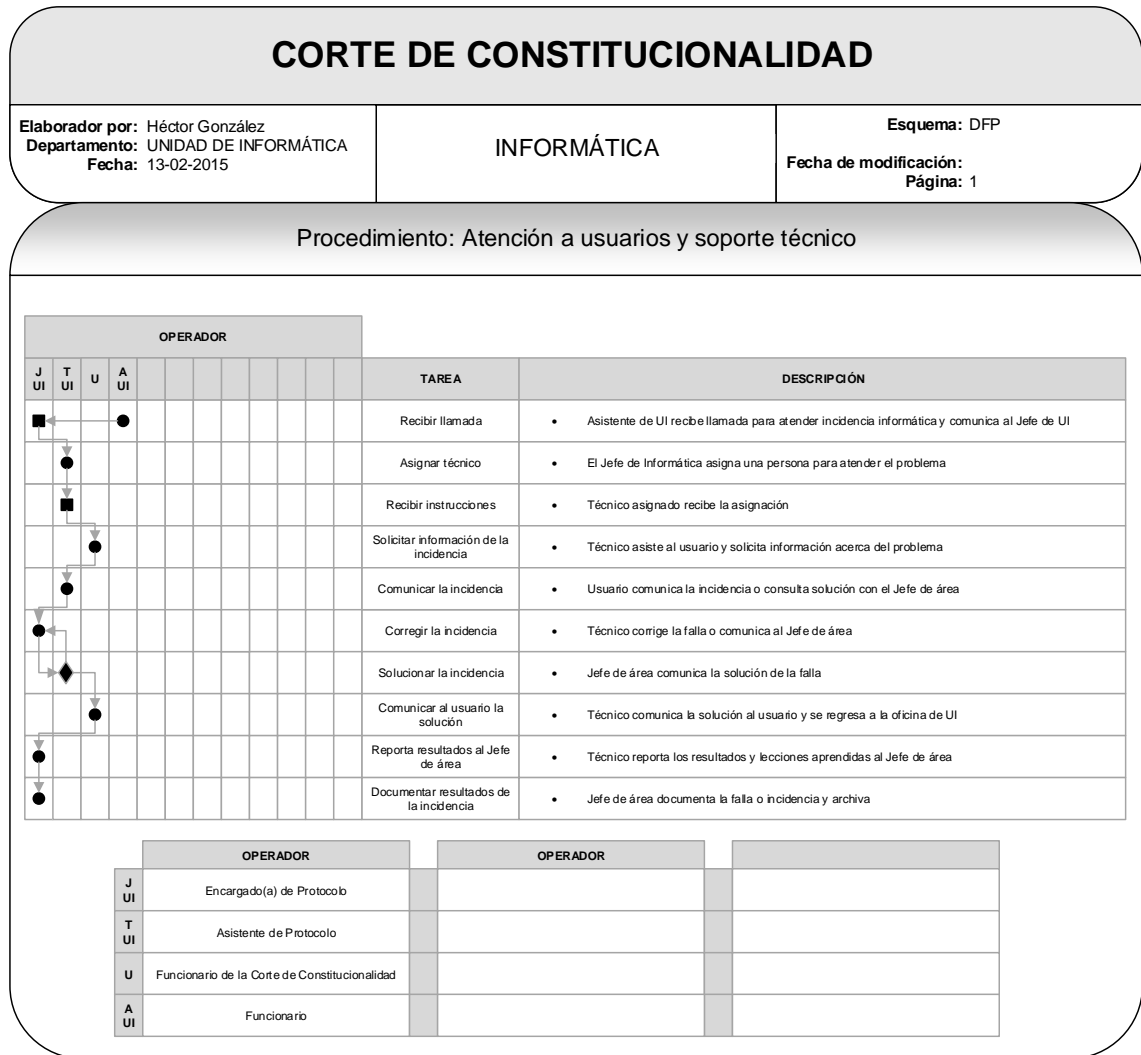 CORTE DE CONSTITUCIONALIDAD
Elaborador por: Héctor González
Departamento: UNIDAD DE INFORMÁTICA
Fecha: 13-02-2015
INFORMÁTICA
Esquema: DFP
Fecha de modificación:
Página: 1
Procedimiento: Atención a usuarios y soporte técnico
OPERADOR
J UI
T UI
U
A UI
TAREA
DESCRIPCIÓN
Recibir llamada
• Asistente de UI recibe llamada para atender incidencia informática y comunica al Jefe de UI
Asignar técnico
• El Jefe de Informática asigna una persona para atender el problema
Recibir instrucciones
• Técnico asignado recibe la asignación
Solicitar información de la
incidencia
• Técnico asiste al usuario y solicita información acerca del problema
Comunicar la incidencia
• Usuario comunica la incidencia o consulta solución con el Jefe de área
Corregir la incidencia
• Técnico corrige la falla o comunica al Jefe de área
Solucionar la incidencia
• Jefe de área comunica la solución de la falla
Comunicar al usuario la
solución
• Técnico comunica la solución al usuario y se regresa a la oficina de UI
Reporta resultados al Jefe
de área
• Técnico reporta los resultados y lecciones aprendidas al Jefe de área
Documentar resultados de
la incidencia
• Jefe de área documenta la falla o incidencia y archiva
OPERADOR
OPERADOR
J UI
Encargado(a) de Protocolo
T UI
Asistente de Protocolo
U
Funcionario de la Corte de Constitucionalidad
A UI
Funcionario